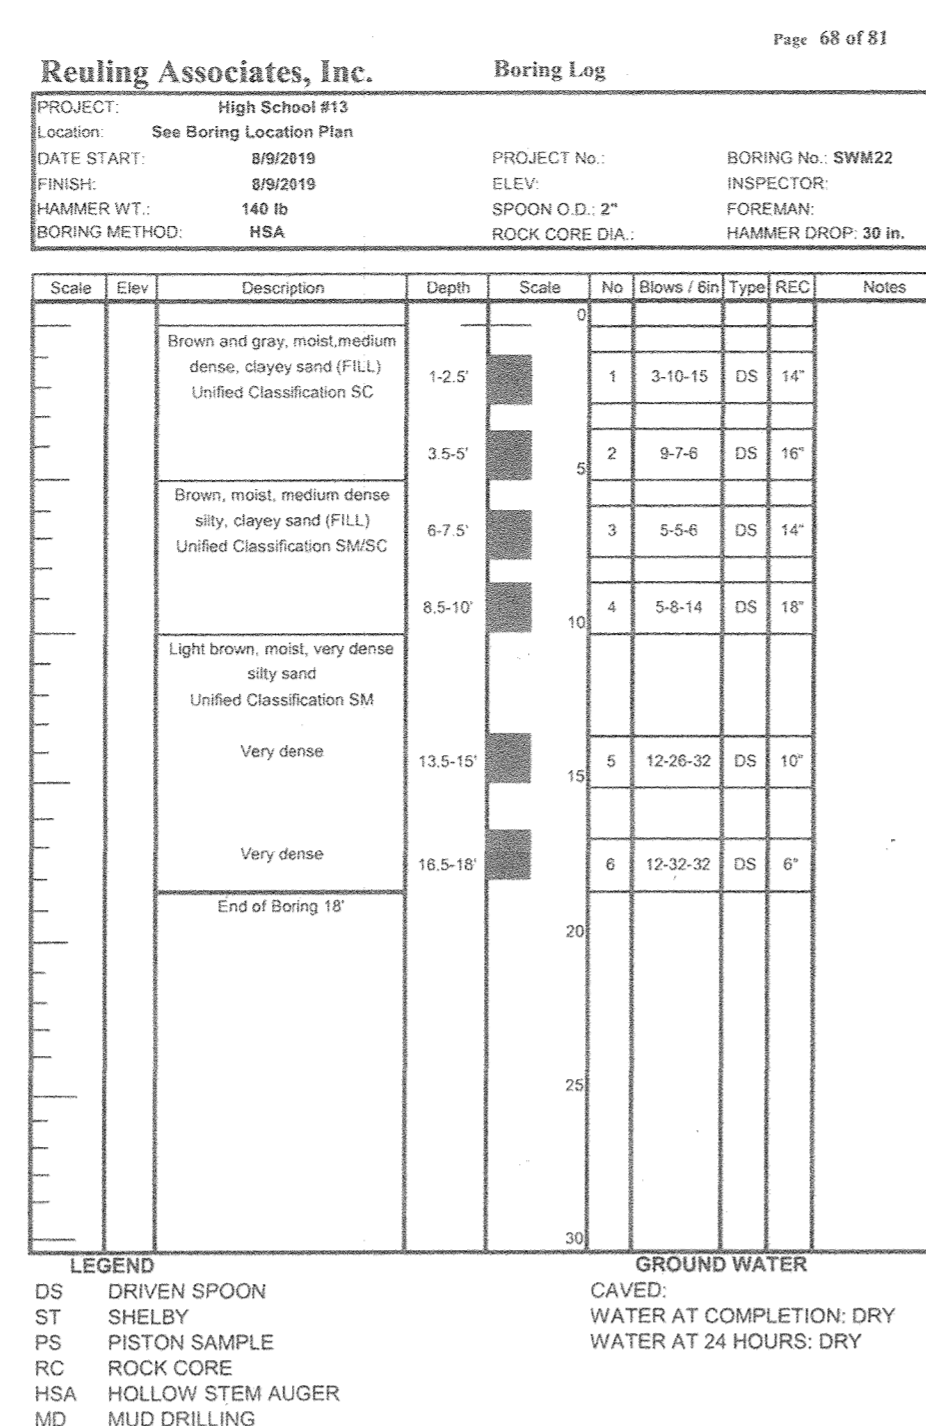 Page 68 of 81
Reuling Associates, Inc. Boring Log
PROJECT: High School #13
Location: See Boring Location Plan
DATE START: 8/9/2019 PROJECT No.: BORING No.: SWM22
FINISH: 8/9/2019 ELEV: INSPECTOR:
HAMMER WT.: 140 lb SPOON O.D.: 2" FOREMAN:
BORING METHOD: HSA ROCK CORE DIA.: HAMMER DROP: 30 in.
Scale Elev Description Depth Scale No Blows / 6in Type REC Notes
0
Brown and gray, moist,medium
dense, clayey sand (FILL)
1-2.5' 1 3-10-15 DS 14"
Unified Classification SC
3.5-5' 2 9-7-6 DS 16"
5
Brown, moist, medium dense
silty, clayey sand (FILL)
6-7.5' 3 5-5-6 DS 14"
Unified Classification SM/SC
8.5-10' 4 5-8-14 DS 18"
10
Light brown, moist, very dense
silty sand
Unified Classification SM
Very dense
13.5-15' 5 12-26-32 DS 10"
15
Very dense
16.5-18' 6 12-32-32 DS 6"
End of Boring 18'
20
25
30
LEGEND GROUND WATER
DS DRIVEN SPOON CAVED:
ST SHELBY WATER AT COMPLETION: DRY
PS PISTON SAMPLE WATER AT 24 HOURS: DRY
RC ROCK CORE
HSA HOLLOW STEM AUGER
MD MUD DRILLING